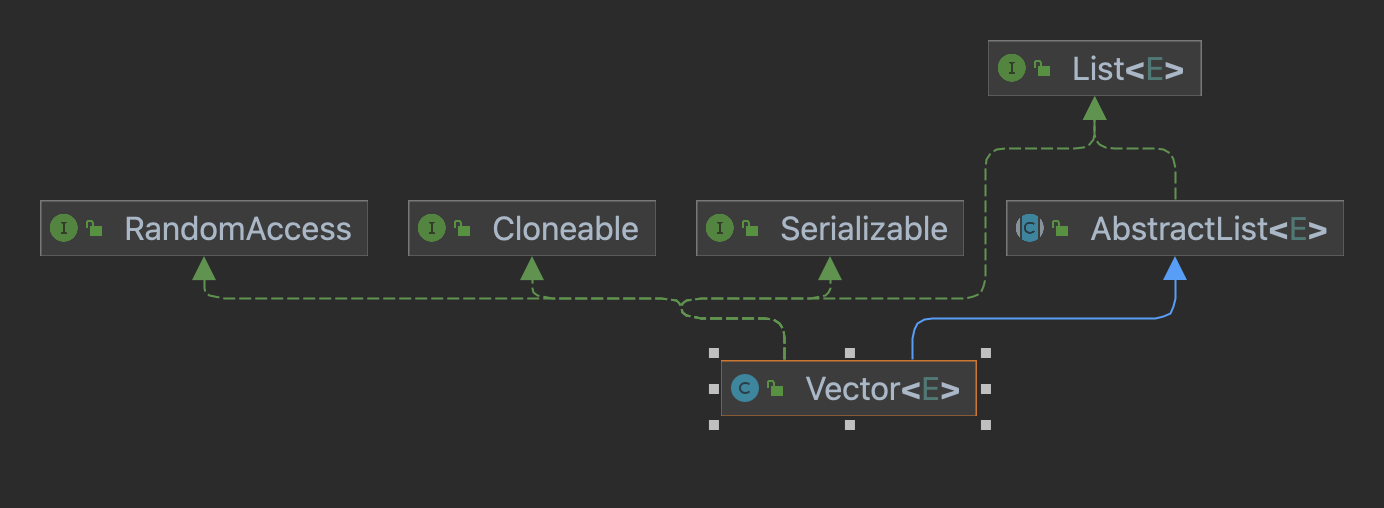 List<E>
RandomAccess
Cloneable
Serializable
AbstractList<E>
Vector<E>